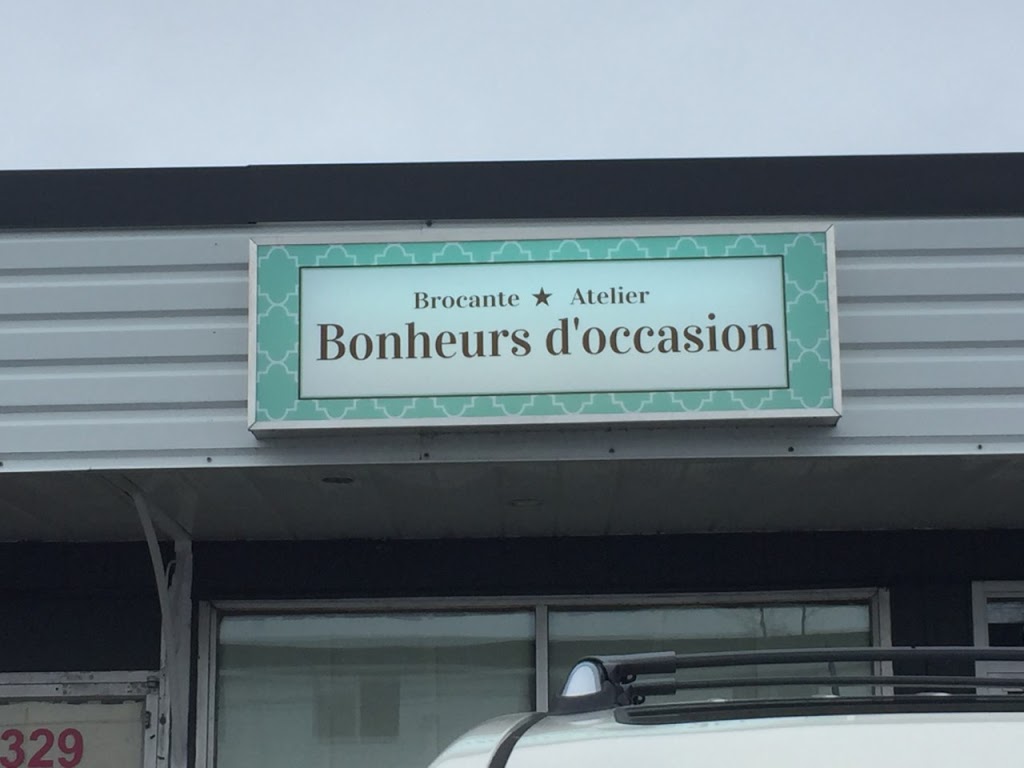 Brocante ★ Atelier
Bonheurs d'occasion
329